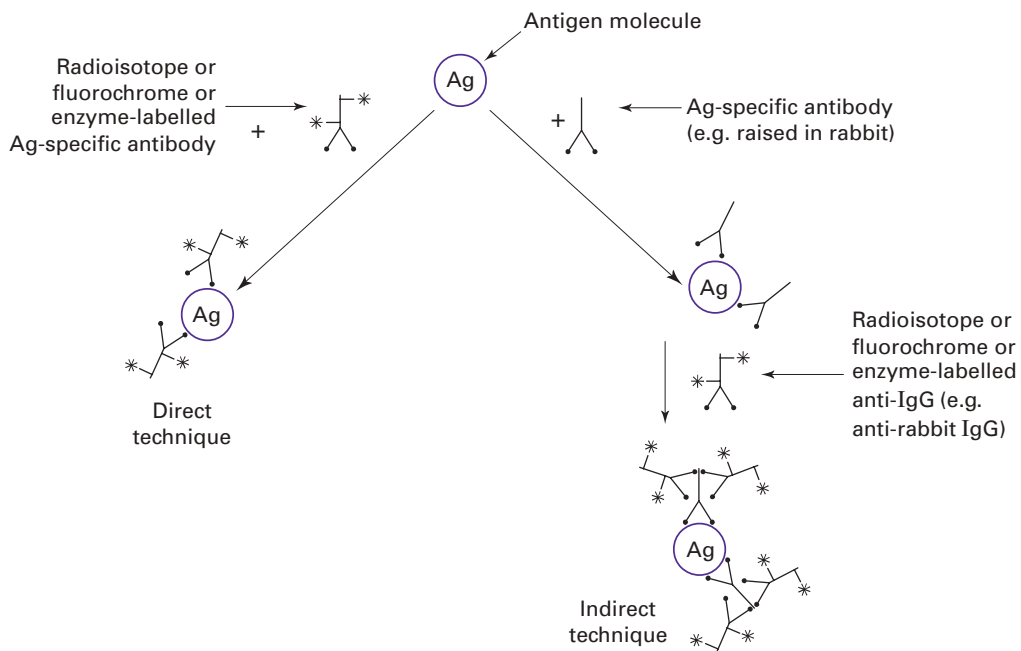 Antigen molecule
Ag
Radioisotope or
fluorochrome or
enzyme-labelled
Ag-specific antibody
+
+
Ag-specific antibody
(e.g. raised in rabbit)
Ag
Direct
technique
Ag
Radioisotope or
fluorochrome or
enzyme-labelled
anti-IgG (e.g.
anti-rabbit IgG)
Ag
Indirect
technique